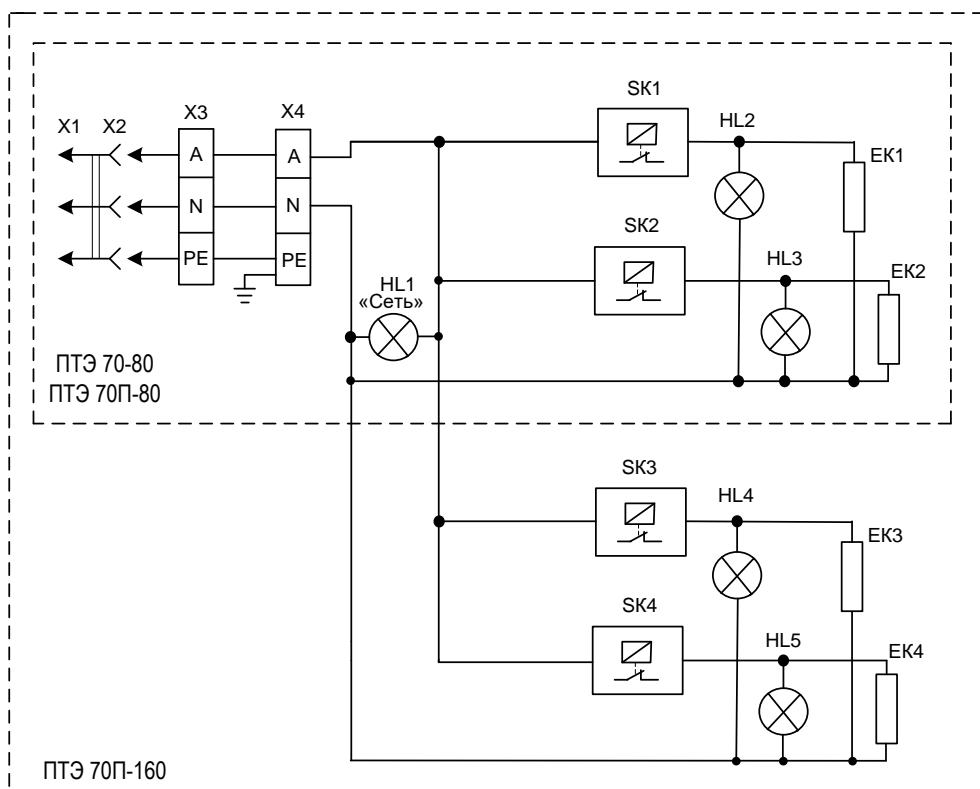 X1
X2
X3
X4
A
A
N
N
PE
PE
SK1
HL2
EK1
SK2
HL3
EK2
HL1
«Сеть»
ПТЭ 70-80
ПТЭ 70П-80
SK3
HL4
EK3
SK4
HL5
EK4
ПТЭ 70П-160